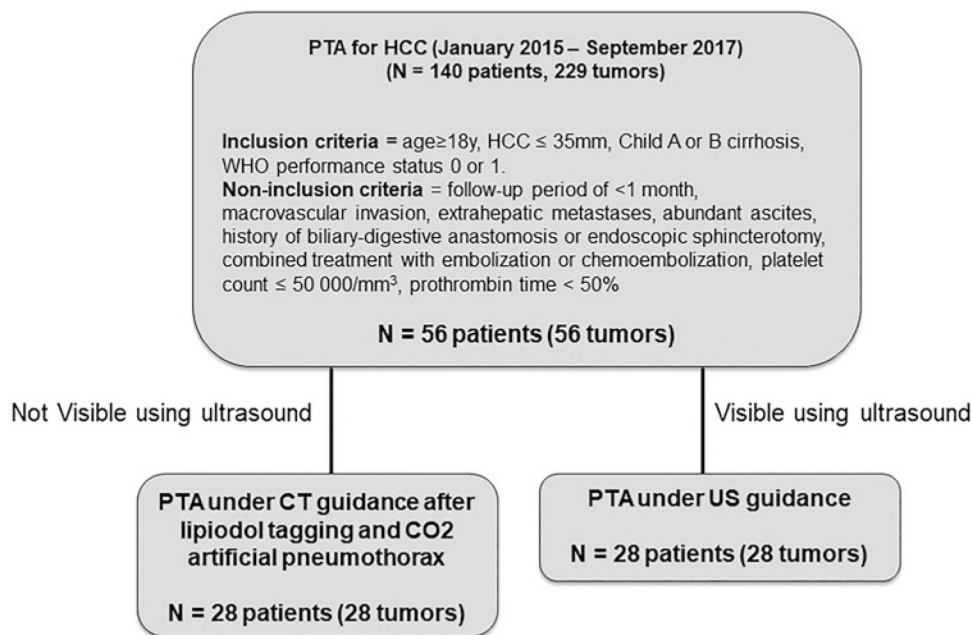 PTA for HCC (January 2015 – September 2017)
(N = 140 patients, 229 tumors)
Inclusion criteria = age≥18y, HCC ≤ 35mm, Child A or B cirrhosis,
WHO performance status 0 or 1.
Non-inclusion criteria = follow-up period of <1 month,
macrovascular invasion, extrahepatic metastases, abundant ascites,
history of biliary-digestive anastomosis or endoscopic sphincterotomy,
combined treatment with embolization or chemoembolization, platelet
count ≤ 50 000/mm³, prothrombin time < 50%
N = 56 patients (56 tumors)
Not Visible using ultrasound
Visible using ultrasound
PTA under CT guidance after
lipiodol tagging and CO2
artificial pneumothorax
N = 28 patients (28 tumors)
PTA under US guidance
N = 28 patients (28 tumors)